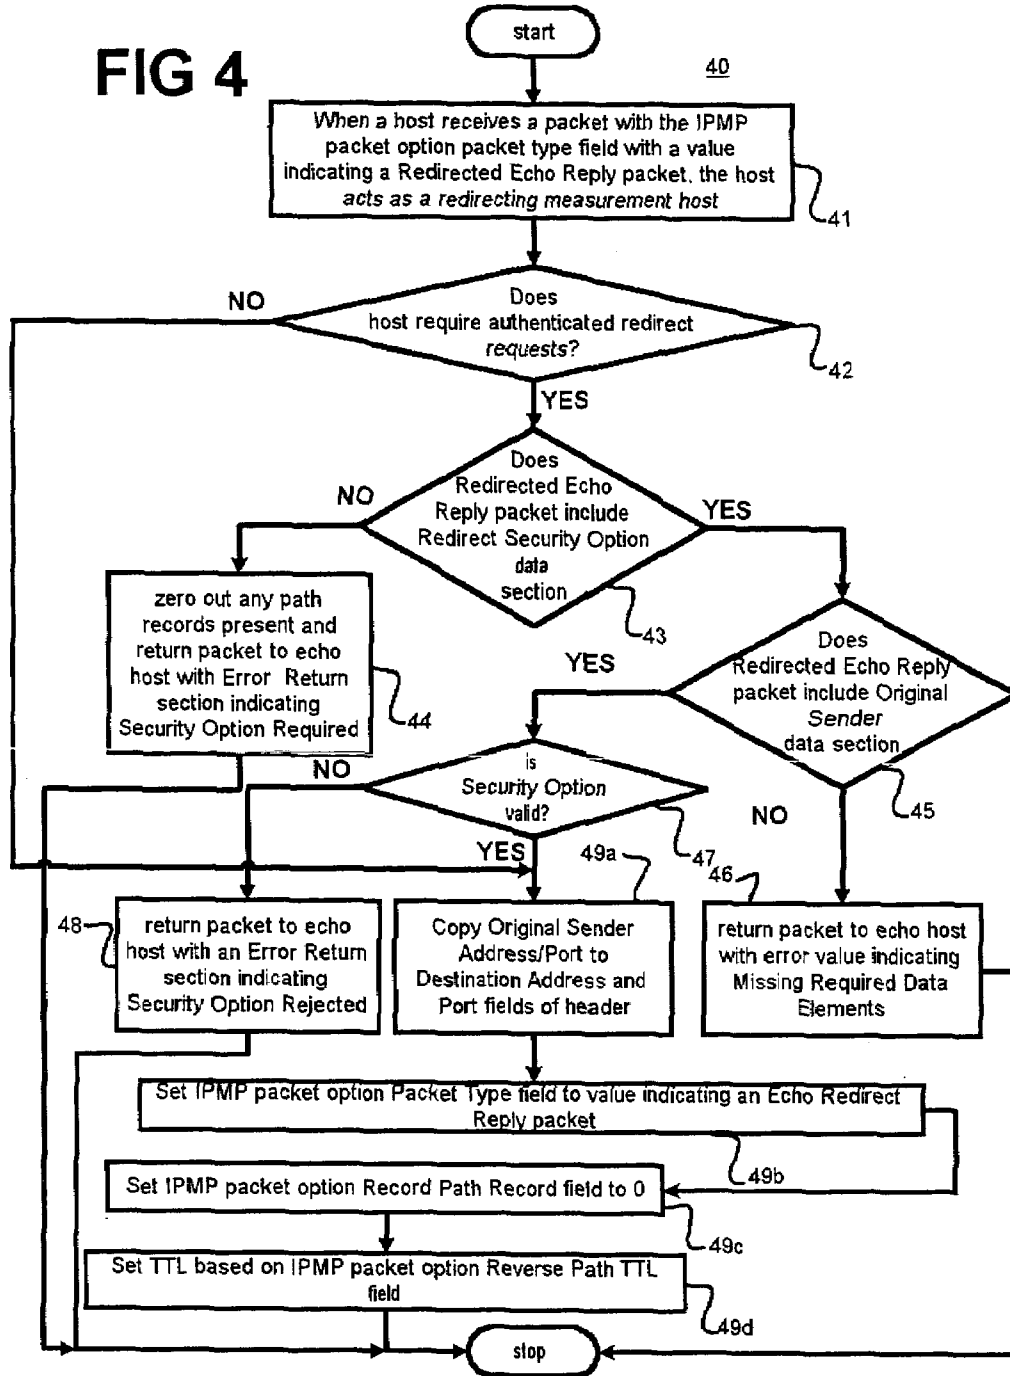 start
FIG 4
40
When a host receives a packet with the IPMP
packet option packet type field with a value
indicating a Redirected Echo Reply packet, the host
acts as a redirecting measurement host
41
NO
Does
host require authenticated redirect
requests?
42
YES
Does
Redirected Echo
Reply packet include
Redirect Security Option
data
section
NO
YES
43
zero out any path
records present and
return packet to echo
host with Error Return
section indicating
Security Option Required
44
YES
Does
Redirected Echo Reply
packet include Original
Sender
data section
45
NO
is
Security Option
valid?
NO
47
YES
49a
46
48
return packet to echo
host with an Error Return
section indicating
Security Option Rejected
Copy Original Sender
Address/Port to
Destination Address and
Port fields of header
return packet to echo host
with error value indicating
Missing Required Data
Elements
Set IPMP packet option Packet Type field to value indicating an Echo Redirect
Reply packet
49b
Set IPMP packet option Record Path Record field to 0
49c
Set TTL based on IPMP packet option Reverse Path TTL
field
49d
stop